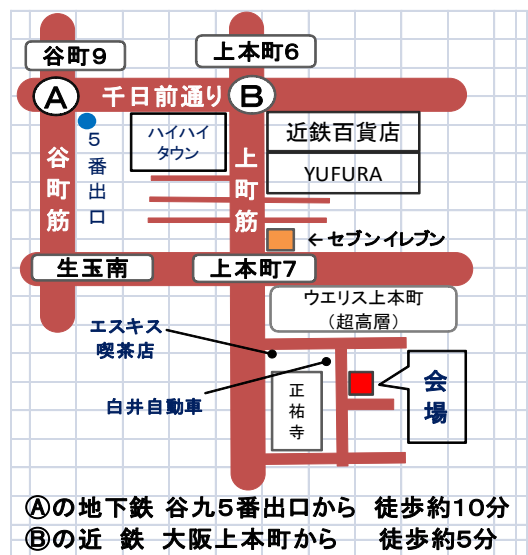 谷町9
上本町6
A
千日前通り
B
5番出口
ハイハイ
タウン
近鉄百貨店
YUFURA
谷町筋
上町筋
←セブンイレブン
生玉南
上本町7
ウエリス上本町
(超高層)
エスキス
喫茶店
白井自動車
正祐寺
会場
Ⓐの地下鉄 谷九5番出口から 徒歩約10分
Ⓑの近 鉄 大阪上本町から 徒歩約5分